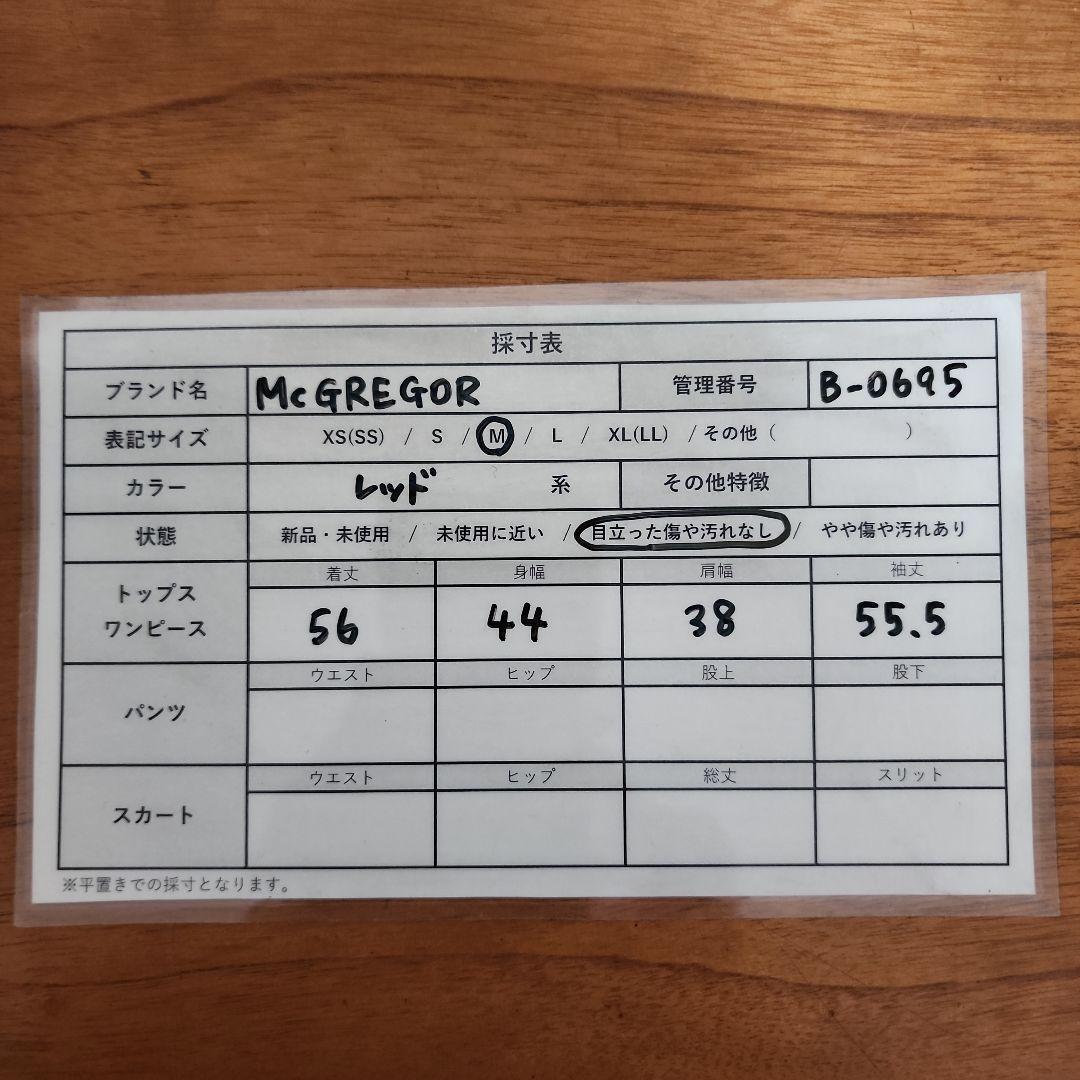 採寸表
ブランド名 McGREGOR 管理番号 B-0695
表記サイズ XS(SS) / S / M / L / XL(LL) / その他 ( )
カラー レッド 系 その他特徴
状態 新品・未使用 / 未使用に近い / 目立った傷や汚れなし / やや傷や汚れあり
着丈 身幅 肩幅 袖丈
トップス
ワンピース 56 44 38 55.5
ウエスト ヒップ 股上 股下
パンツ
ウエスト ヒップ 総丈 スリット
スカート
※平置きでの採寸となります。